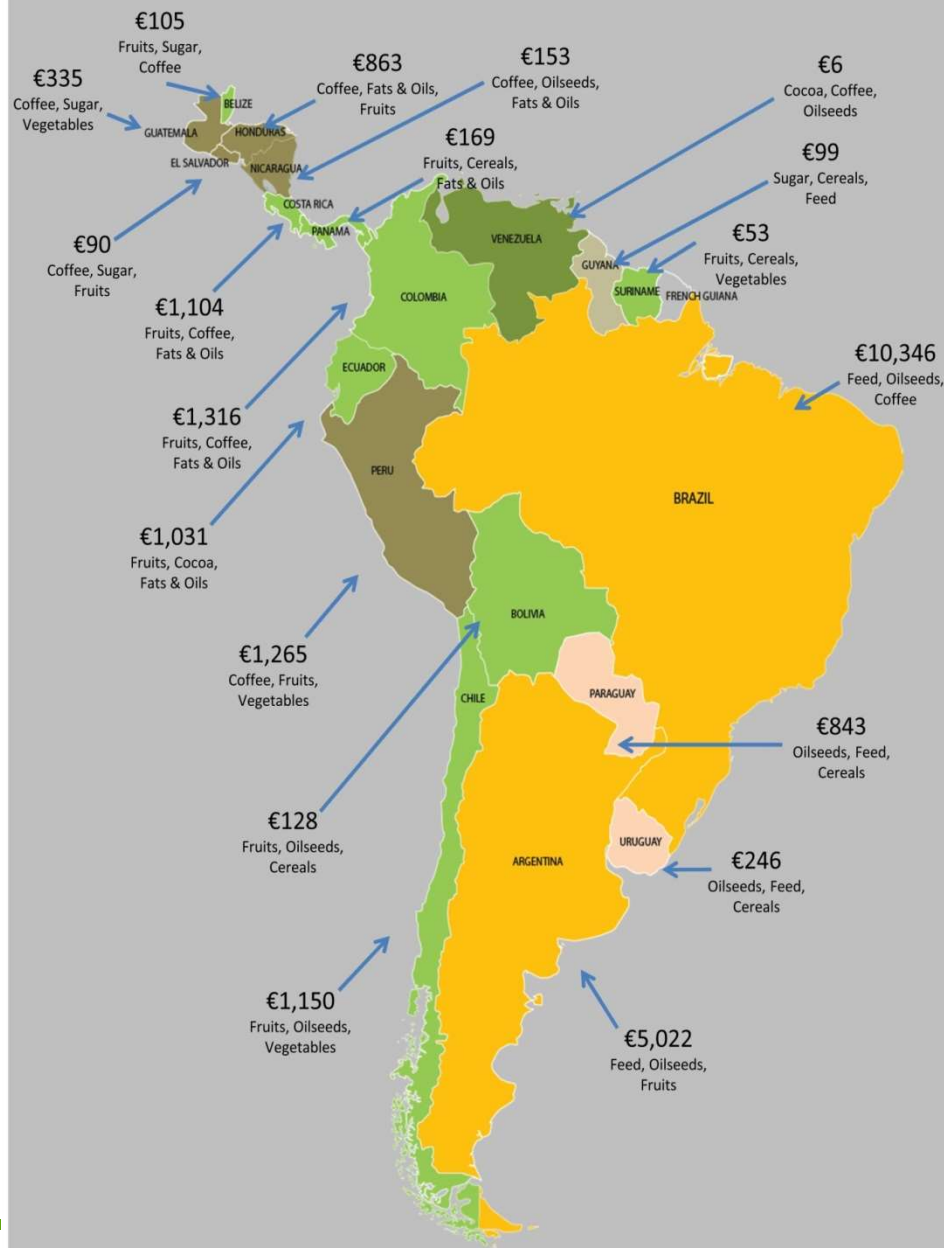 €105
Fruits, Sugar,
Coffee
€335
Coffee, Sugar,
Vegetables
€863
Coffee, Fats & Oils,
Fruits
€153
Coffee, Oilseeds,
Fats & Oils
€6
Cocoa, Coffee,
Oilseeds
€169
Fruits, Cereals,
Fats & Oils
€99
Sugar, Cereals,
Feed
€53
Fruits, Cereals,
Vegetables
BELIZE
GUATEMALA
HONDURAS
EL SALVADOR
NICARAGUA
COSTA RICA
PANAMA
VENEZUELA
GUYANA
SURINAME
FRENCH GUIANA
COLOMBIA
€90
Coffee, Sugar,
Fruits
€1,104
Fruits, Coffee,
Fats & Oils
ECUADOR
€10,346
Feed, Oilseeds,
Coffee
€1,316
Fruits, Coffee,
Fats & Oils
PERU
BRAZIL
€1,031
Fruits, Cocoa,
Fats & Oils
BOLIVIA
€1,265
Coffee, Fruits,
Vegetables
CHILE
PARAGUAY
€843
Oilseeds, Feed,
Cereals
€128
Fruits, Oilseeds,
Cereals
ARGENTINA
URUGUAY
€246
Oilseeds, Feed,
Cereals
€1,150
Fruits, Oilseeds,
Vegetables
€5,022
Feed, Oilseeds,
Fruits